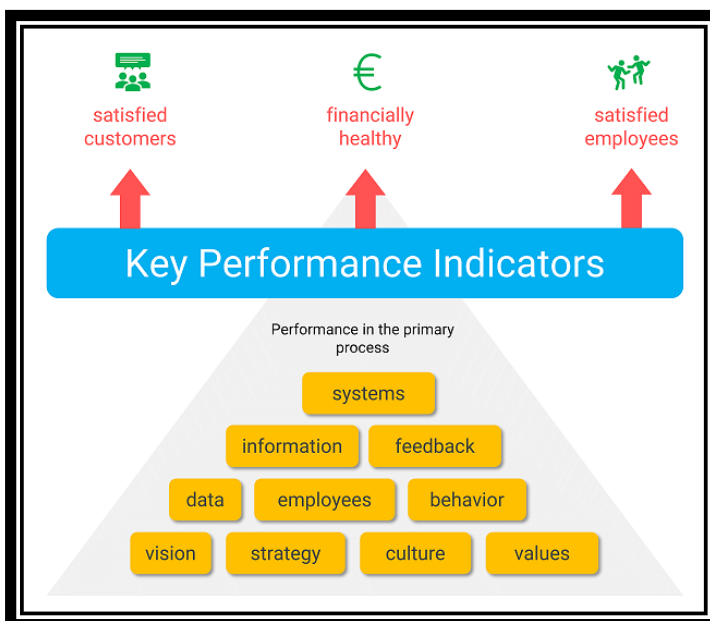 satisfied
customers
€
financially
healthy
satisfied
employees
Key Performance Indicators
Performance in the primary
process
systems
information
feedback
data
employees
behavior
vision
strategy
culture
values